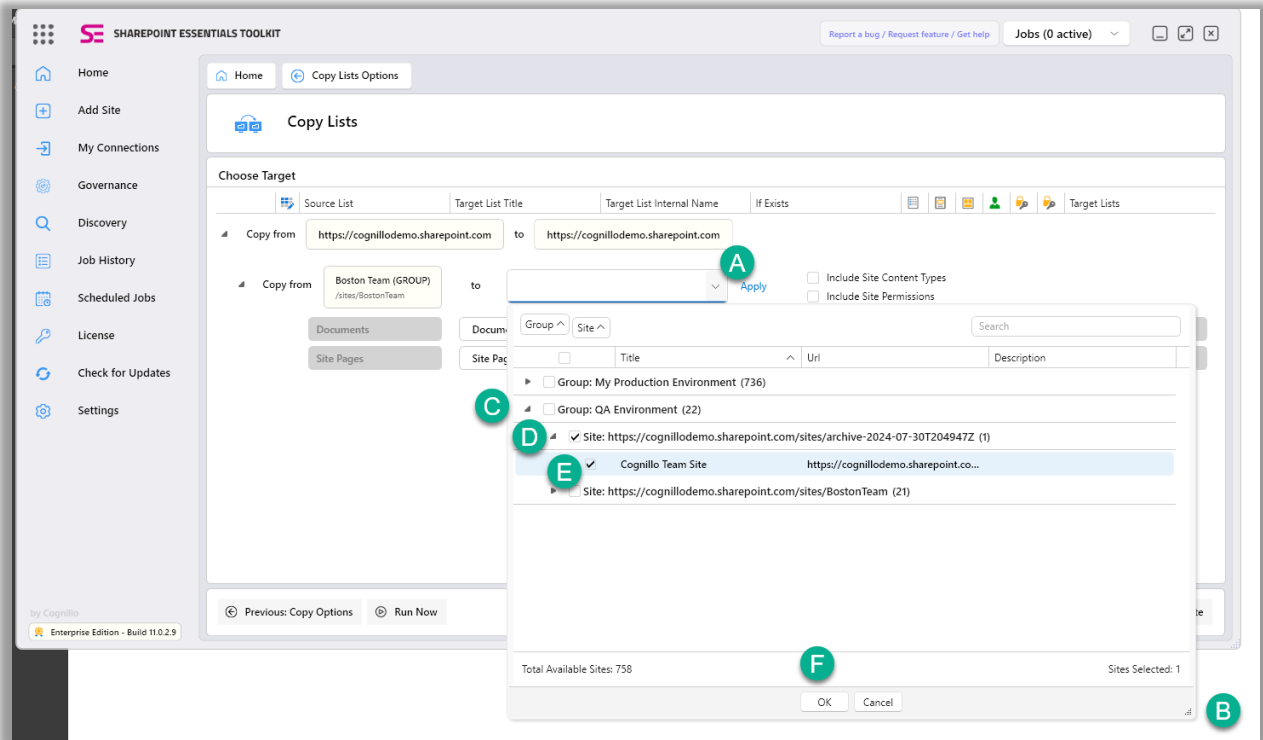 SHAREPOINT ESSENTIALS TOOLKIT
Report a bug / Request feature / Get help
Jobs (0 active)
Home
Add Site
My Connections
Governance
Discovery
Job History
Scheduled Jobs
License
Check for Updates
Settings
by Cognillo
Enterprise Edition - Build 11.0.2.9
Home
Copy Lists Options
Copy Lists
Choose Target
Source List Target List Title Target List Internal Name If Exists Target Lists
Copy from https://cognillodemo.sharepoint.com to https://cognillodemo.sharepoint.com
A
Copy from Boston Team (GROUP) to Apply
/sites/BostonTeam
Include Site Content Types
Include Site Permissions
Documents
Site Pages
Group Site Search
Title Url Description
Group: My Production Environment (736)
C Group: QA Environment (22)
D Site: https://cognillodemo.sharepoint.com/sites/archive-2024-07-30T204947Z (1)
E Cognillo Team Site https://cognillodemo.sharepoint.co...
Site: https://cognillodemo.sharepoint.com/sites/BostonTeam (21)
Previous: Copy Options Run Now
Total Available Sites: 758 F Sites Selected: 1
OK Cancel
B